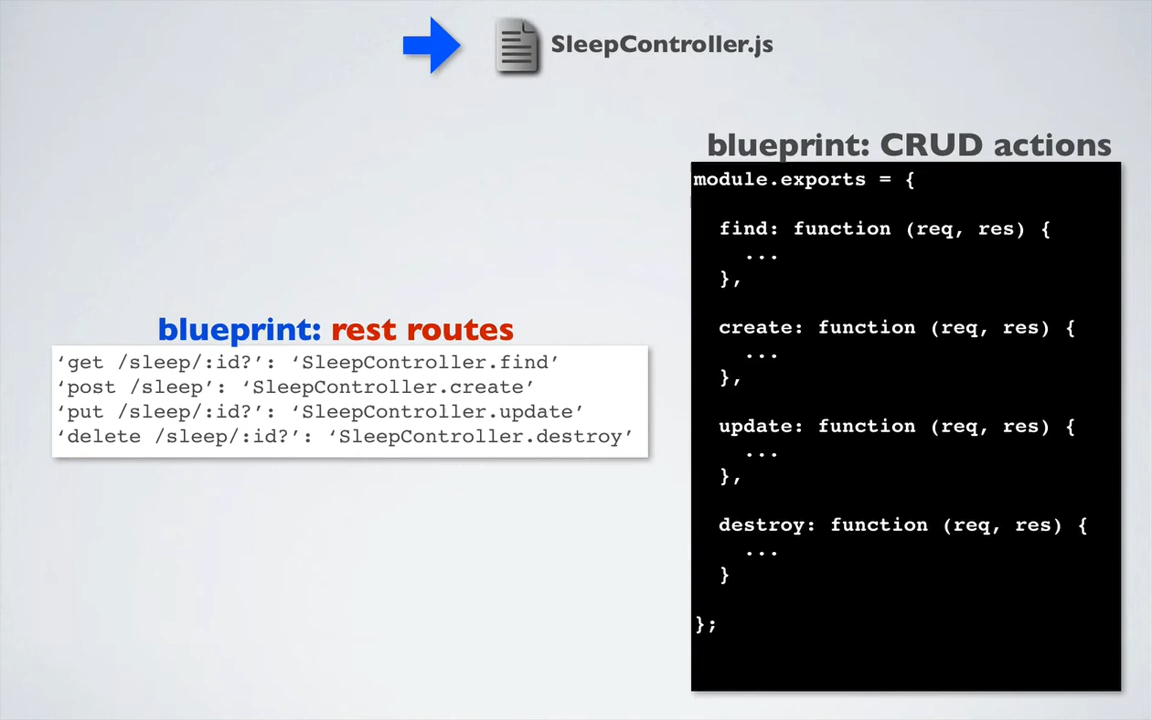 SleepController.js
blueprint: CRUD actions
module.exports = {
find: function (req, res) {
...
},
create: function (req, res) {
...
},
update: function (req, res) {
...
},
destroy: function (req, res) {
...
}
};
blueprint: rest routes
‘get /sleep/:id?’: ‘SleepController.find’
‘post /sleep’: ‘SleepController.create’
‘put /sleep/:id?’: ‘SleepController.update’
‘delete /sleep/:id?’: ‘SleepController.destroy’